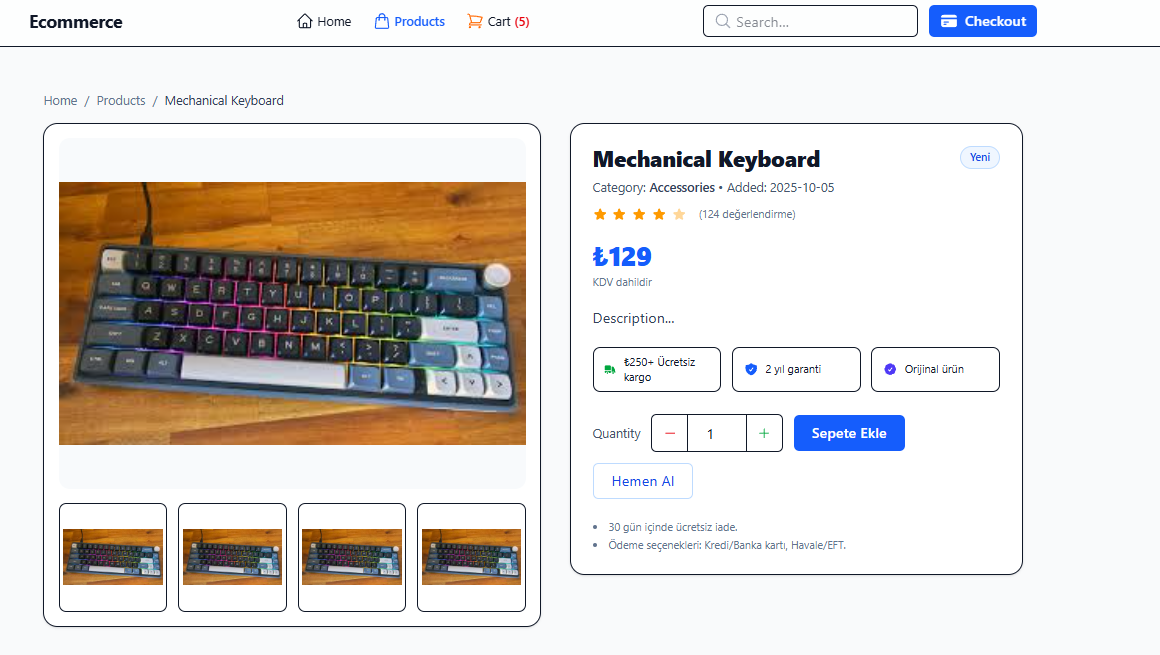 Ecommerce
Home
Products
Cart (5)
Search...
Checkout
Home / Products / Mechanical Keyboard
Mechanical Keyboard
Yeni
Category: Accessories • Added: 2025-10-05
(124 değerlendirme)
₺129
KDV dahildir
Description...
₺250+ Ücretsiz
kargo
2 yıl garanti
Orijinal ürün
Quantity
1
Sepete Ekle
Hemen Al
30 gün içinde ücretsiz iade.
Ödeme seçenekleri: Kredi/Banka kartı, Havale/EFT.
Q W E R T Y U I O P
A S D F G H J K L
Z X C V B N M